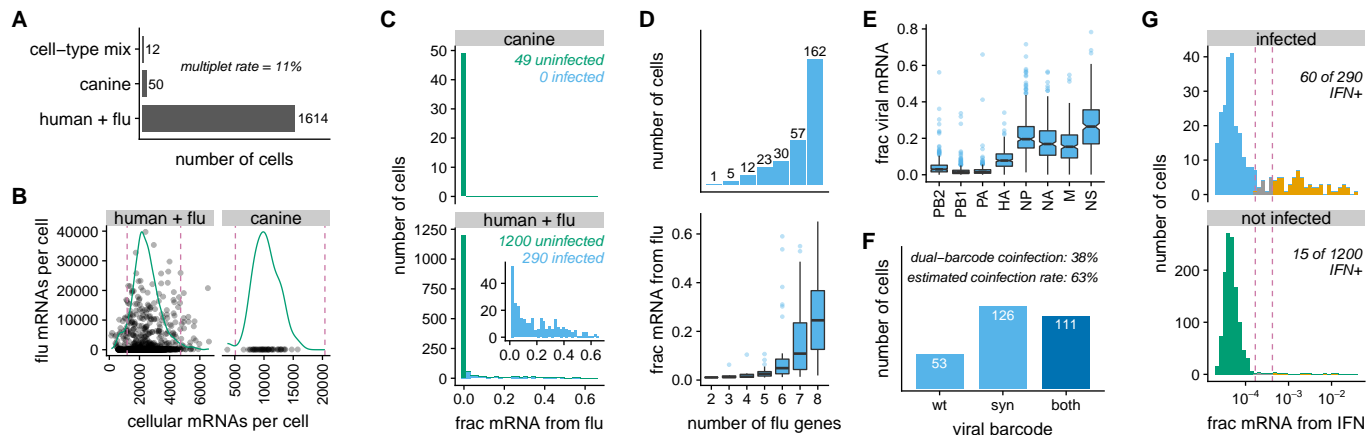 A
cell−type mix
12
multiplet rate = 11%
canine
50
human + flu
1614
number of cells
B
human + flu
canine
flu mRNAs per cell
40000
30000
20000
10000
0
0
20000
40000
60000
5000
10000
20000
cellular mRNAs per cell
C
canine
49 uninfected
0 infected
50
40
30
20
10
0
number of cells
human + flu
1200 uninfected
290 infected
1250
1000
750
500
250
0
40
20
0.0
0.2
0.4
0.6
0.0
0.2
0.4
0.6
frac mRNA from flu
D
number of cells
1
5
12
23
30
57
162
frac mRNA from flu
0.6
0.4
0.2
0.0
2
3
4
5
6
7
8
number of flu genes
E
frac viral mRNA
0.8
0.6
0.4
0.2
0.0
PB2
PB1
PA
HA
NP
NA
M
NS
F
dual−barcode coinfection: 38%
estimated coinfection rate: 63%
number of cells
53
126
111
wt
syn
both
viral barcode
G
infected
60 of 290
IFN+
40
30
20
10
0
number of cells
not infected
15 of 1200
IFN+
200
100
0
10−4
10−3
10−2
frac mRNA from IFN